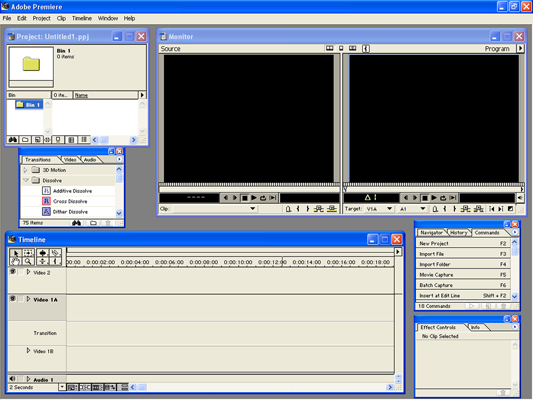 Adobe Premiere
File Edit Project Clip Timeline Window Help
Project: Untitled1.ppj
Bin 1
0 items
Bin 0 ite... Name
Bin 1
Monitor
Source Program
Clip: Target: V1A A1
Transitions Video Audio
3D Motion
Dissolve
Additive Dissolve
Cross Dissolve
Dither Dissolve
75 Items
Timeline
0:00 0:00:02:00 0:00:04:00 0:00:06:00 0:00:08:00 0:00:10:00 0:00:12:00 0:00:14:00 0:00:16:00 0:00:18:00
Video 2
Video 1A
Transition
Video 1B
Audio 1
2 Seconds
Navigator History Commands
New Project F2
Import File F3
Import Folder F4
Movie Capture F5
Batch Capture F6
Insert at Edit Line Shift + F2
18 Commands
Effect Controls Info
No Clip Selected